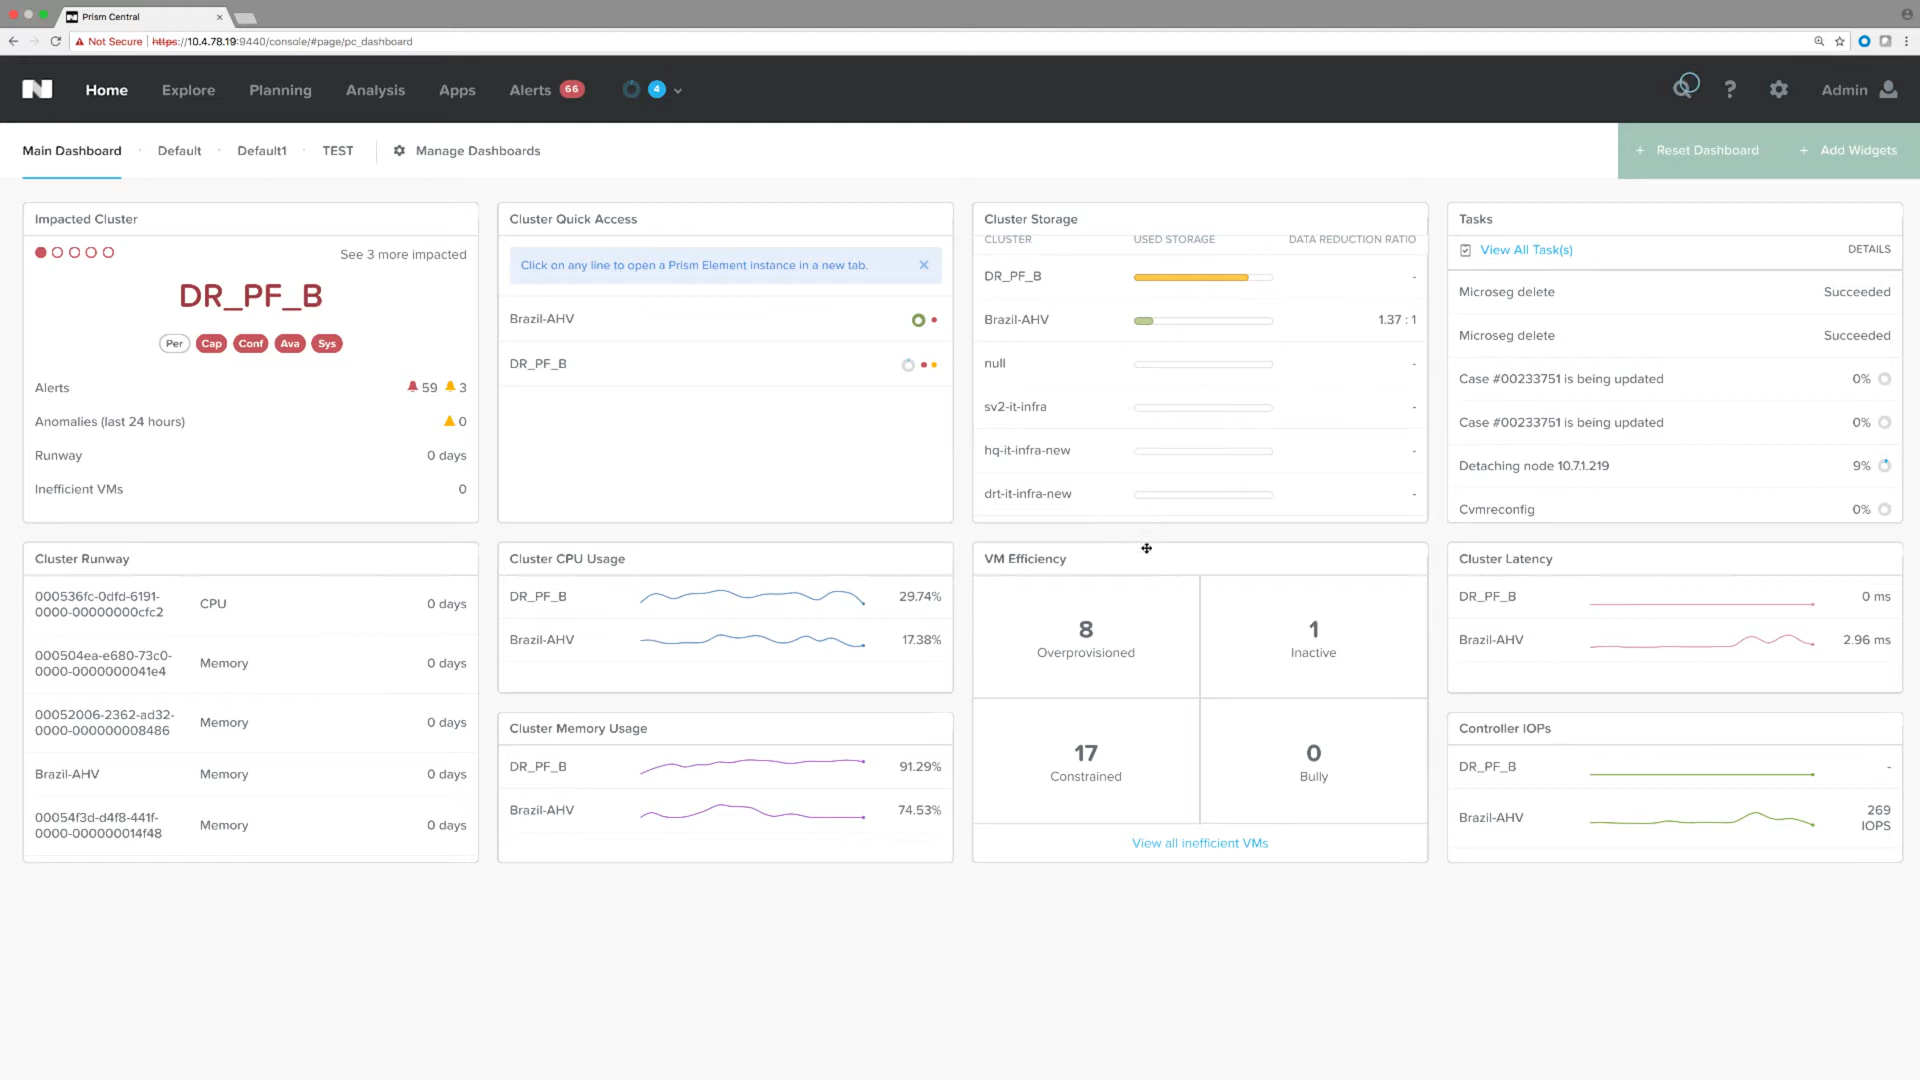 Prism Central
Not Secure
https://10.4.78.19:9440/console/#page/pc_dashboard
Home
Explore
Planning
Analysis
Apps
Alerts 66
4
?
Admin
Main Dashboard
Default
Default1
TEST
Manage Dashboards
+ Reset Dashboard
+ Add Widgets
Impacted Cluster
See 3 more impacted
DR_PF_B
Per Cap Conf Ava Sys
Alerts 59 3
Anomalies (last 24 hours) 0
Runway 0 days
Inefficient VMs 0
Cluster Quick Access
Click on any line to open a Prism Element instance in a new tab.
Brazil-AHV
DR_PF_B
Cluster Storage
CLUSTER USED STORAGE DATA REDUCTION RATIO
DR_PF_B -
Brazil-AHV 1.37 : 1
null -
sv2-it-infra -
hq-it-infra-new -
drt-it-infra-new -
Tasks
View All Task(s) DETAILS
Microseg delete Succeeded
Microseg delete Succeeded
Case #00233751 is being updated 0%
Case #00233751 is being updated 0%
Detaching node 10.7.1.219 9%
Cvmreconfig 0%
Cluster Runway
000536fc-0dfd-6191-
0000-00000000cfc2 CPU 0 days
000504ea-e680-73c0-
0000-0000000041e4 Memory 0 days
00052006-2362-ad32-
0000-000000008486 Memory 0 days
Brazil-AHV Memory 0 days
00054f3d-d4f8-441f-
0000-000000014f48 Memory 0 days
Cluster CPU Usage
DR_PF_B 29.74%
Brazil-AHV 17.38%
Cluster Memory Usage
DR_PF_B 91.29%
Brazil-AHV 74.53%
VM Efficiency
8
Overprovisioned
1
Inactive
17
Constrained
0
Bully
View all inefficient VMs
Cluster Latency
DR_PF_B 0 ms
Brazil-AHV 2.96 ms
Controller IOPs
DR_PF_B -
Brazil-AHV 269
IOPS